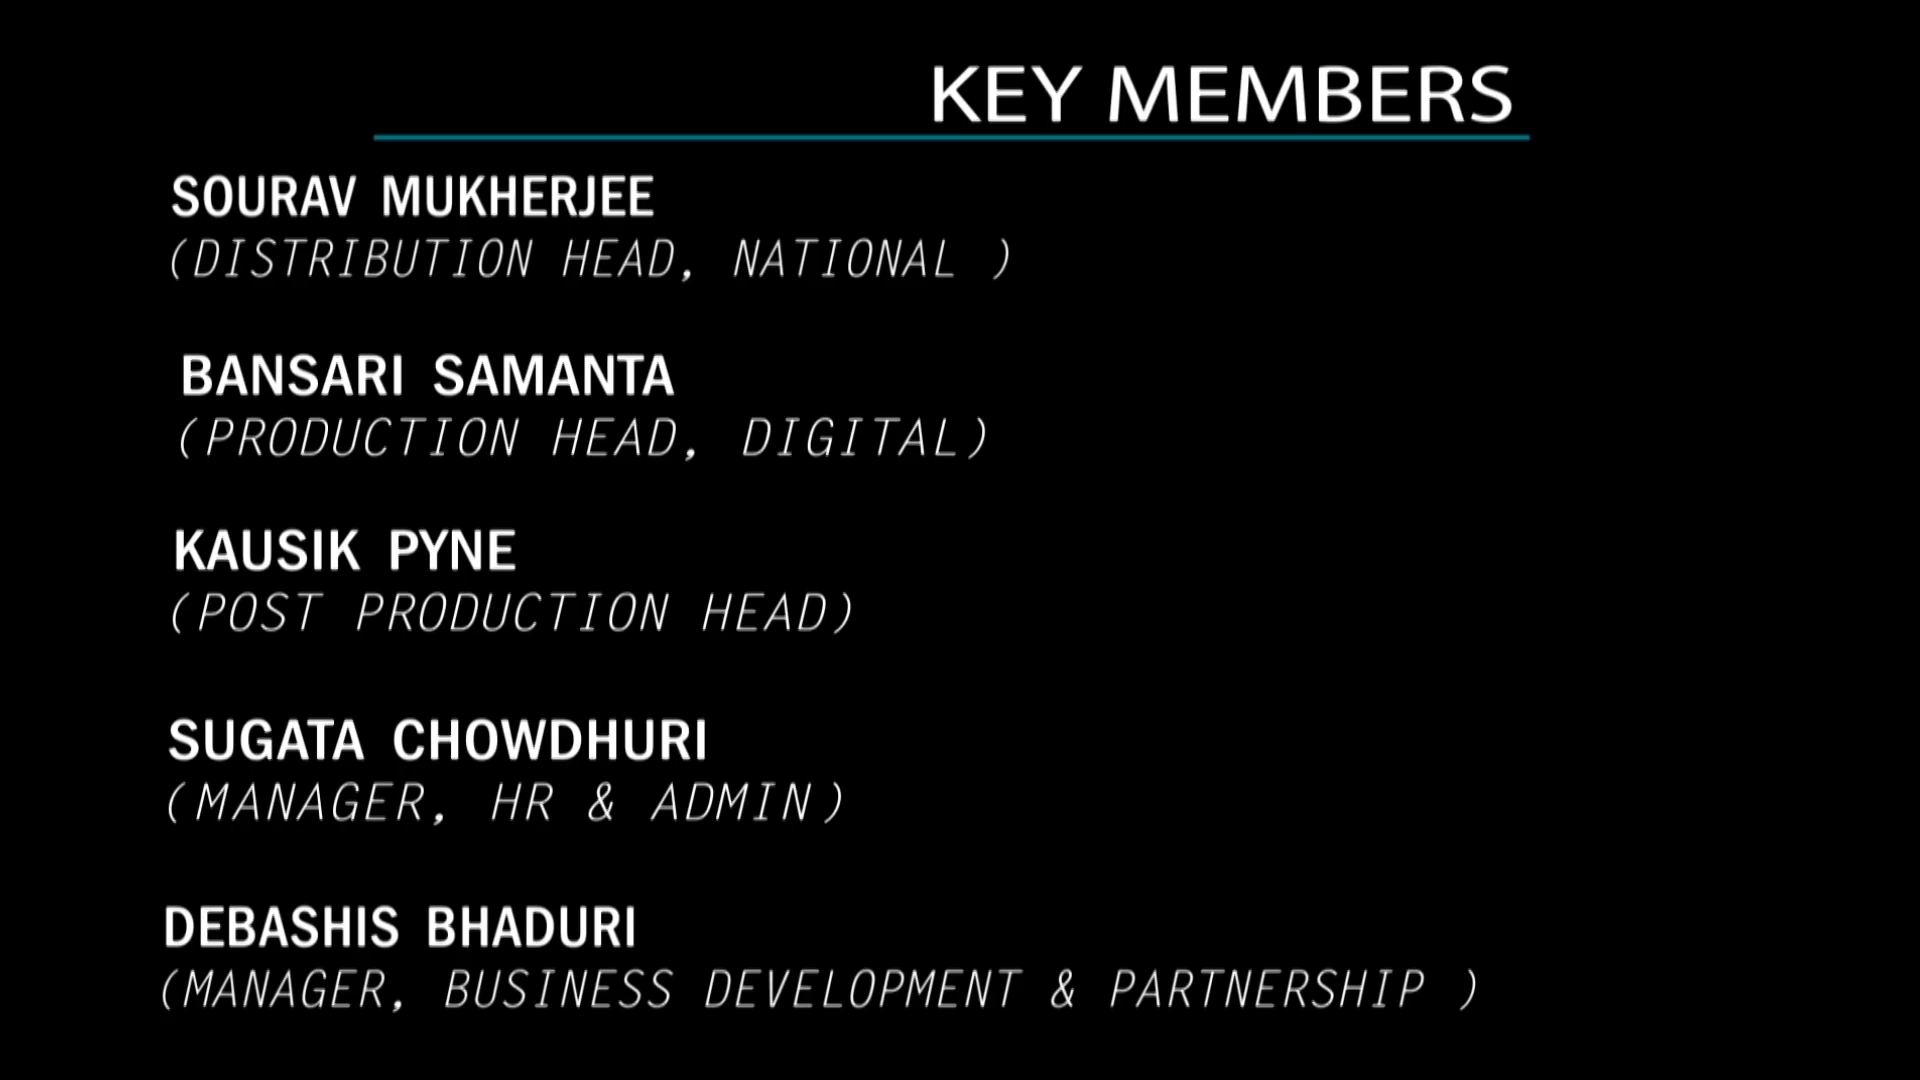 KEY MEMBERS
SOURAV MUKHERJEE
(DISTRIBUTION HEAD, NATIONAL )
BANSARI SAMANTA
(PRODUCTION HEAD, DIGITAL)
KAUSIK PYNE
(POST PRODUCTION HEAD)
SUGATA CHOWDHURI
(MANAGER, HR & ADMIN)
DEBASHIS BHADURI
(MANAGER, BUSINESS DEVELOPMENT & PARTNERSHIP )